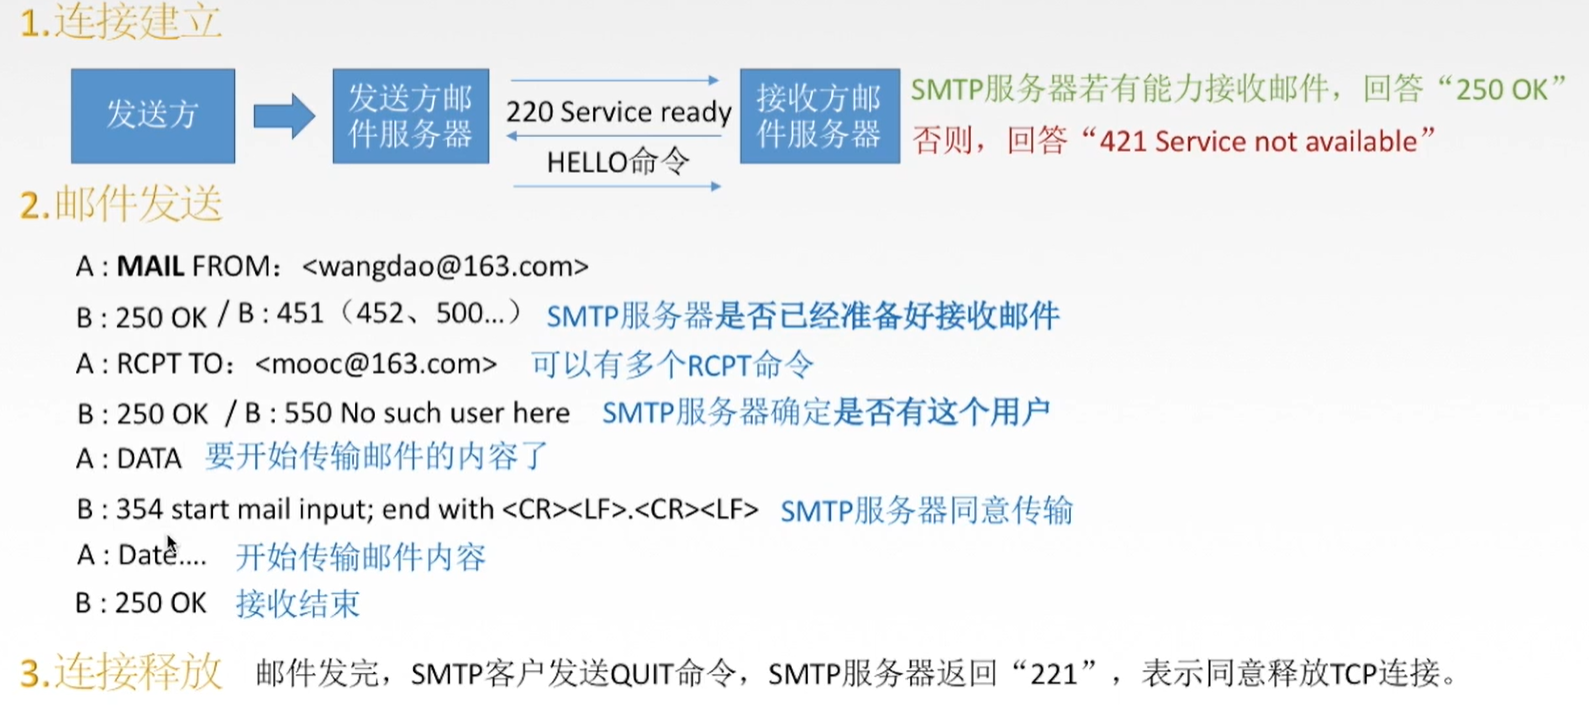 1.连接建立
发送方
发送方邮
件服务器
220 Service ready
HELLO命令
接收方邮
件服务器
SMTP服务器若有能力接收邮件，回答“250 OK”
否则，回答“421 Service not available”
2.邮件发送
A : MAIL FROM：<wangdao@163.com>
B : 250 OK / B : 451（452、500...） SMTP服务器是否已经准备好接收邮件
A : RCPT TO：<mooc@163.com> 可以有多个RCPT命令
B : 250 OK / B : 550 No such user here SMTP服务器确定是否有这个用户
A : DATA 要开始传输邮件的内容了
B : 354 start mail input; end with <CR><LF>.<CR><LF> SMTP服务器同意传输
A : Date.... 开始传输邮件内容
B : 250 OK 接收结束
3.连接释放 邮件发完，SMTP客户发送QUIT命令，SMTP服务器返回“221”，表示同意释放TCP连接。